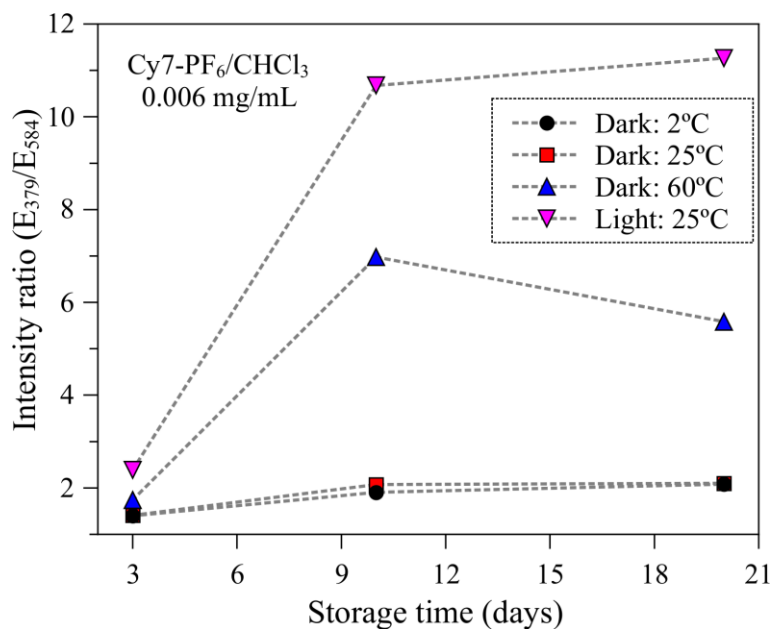 12
10
8
6
4
2
Intensity ratio (E₃₇₉/E₅₈₄)
Cy7-PF₆/CHCl₃
0.006 mg/mL
Dark: 2ºC
Dark: 25ºC
Dark: 60ºC
Light: 25ºC
3 6 9 12 15 18 21
Storage time (days)